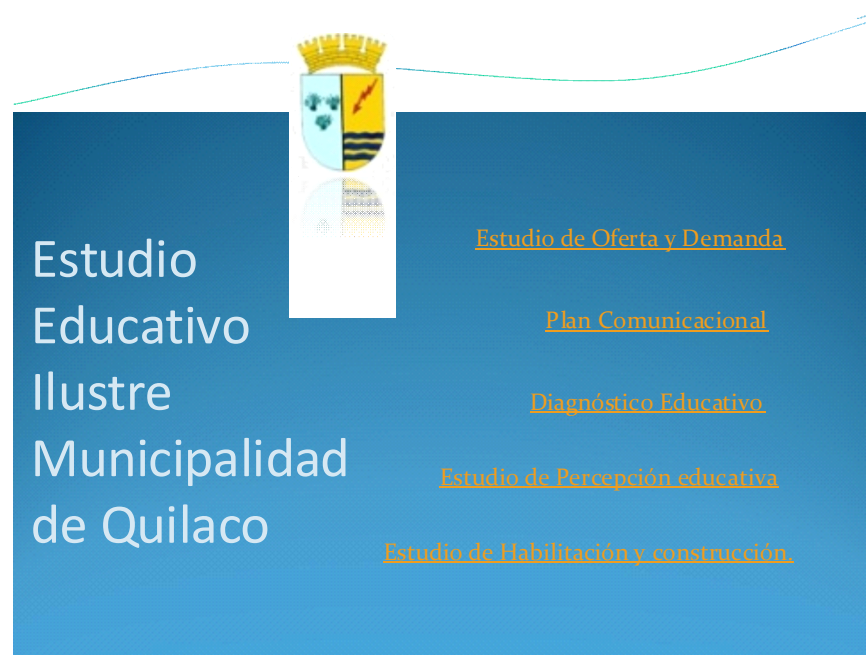 Estudio
Educativo
Ilustre
Municipalidad
de Quilaco
Estudio de Oferta y Demanda
Plan Comunicacional
Diagnóstico Educativo
Estudio de Percepción educativa
Estudio de Habilitación y construcción.